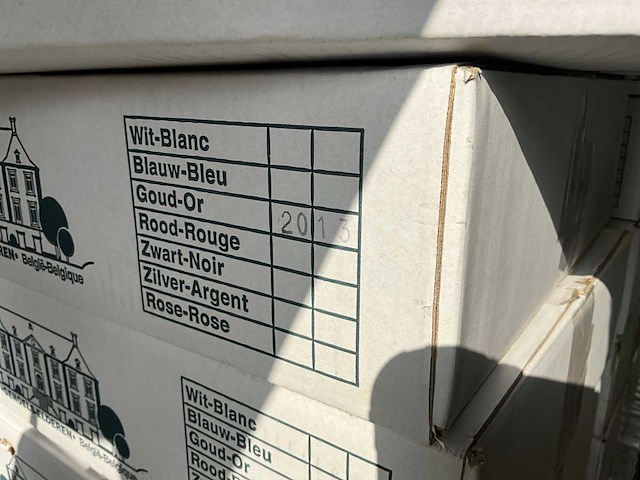 Wit-Blanc
Blauw-Bleu
Goud-Or
Rood-Rouge 2013
Zwart-Noir
Zilver-Argent
Rose-Rose
België-Belgique
Wit-Blanc
Blauw-Bleu
Goud-Or
België-Belgique